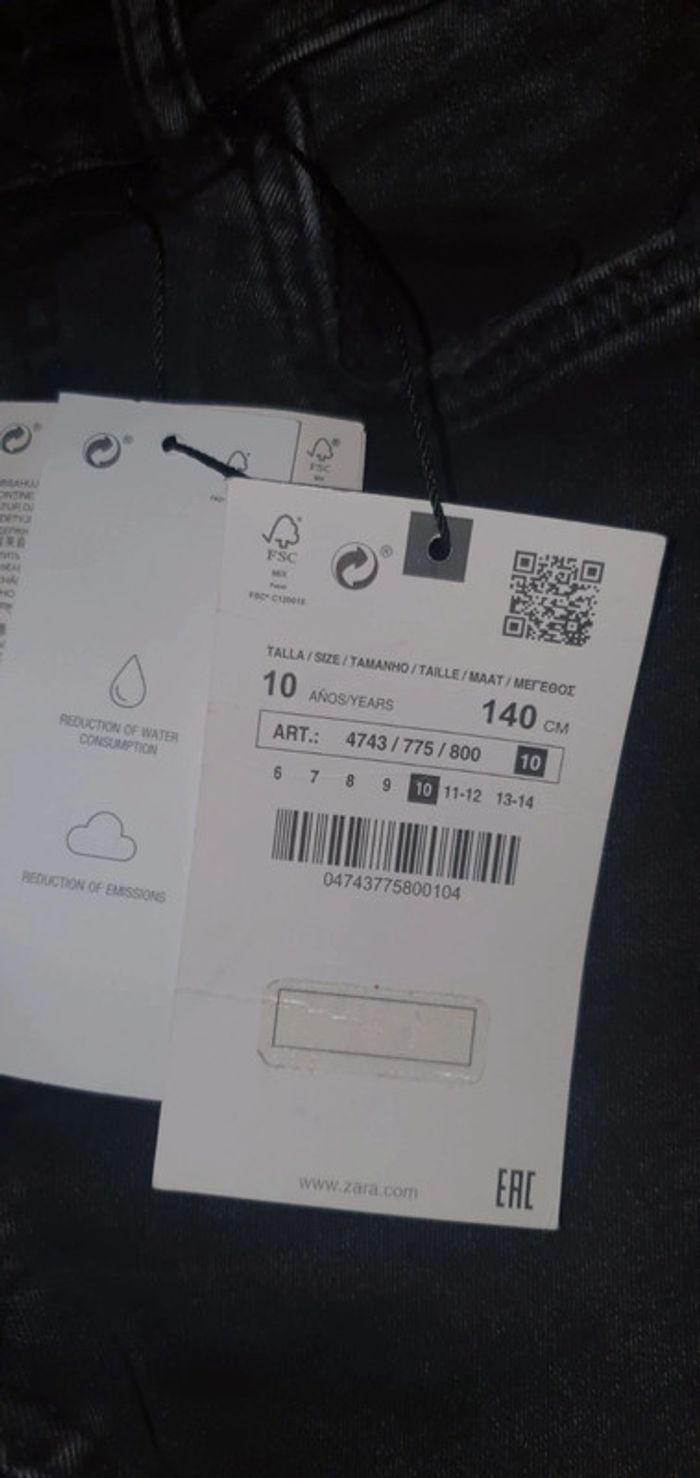 FSC
MIX
FSC® C120015
TALLA / SIZE / TAMANHO / TAILLE / MAAT / ΜΕΓΕΘΟΣ
10 AÑOS/YEARS 140 CM
ART.: 4743 / 775 / 800 10
6 7 8 9 10 11-12 13-14
04743775800104
www.zara.com
EAC
REDUCTION OF WATER
CONSUMPTION
REDUCTION OF EMISSIONS
FSC